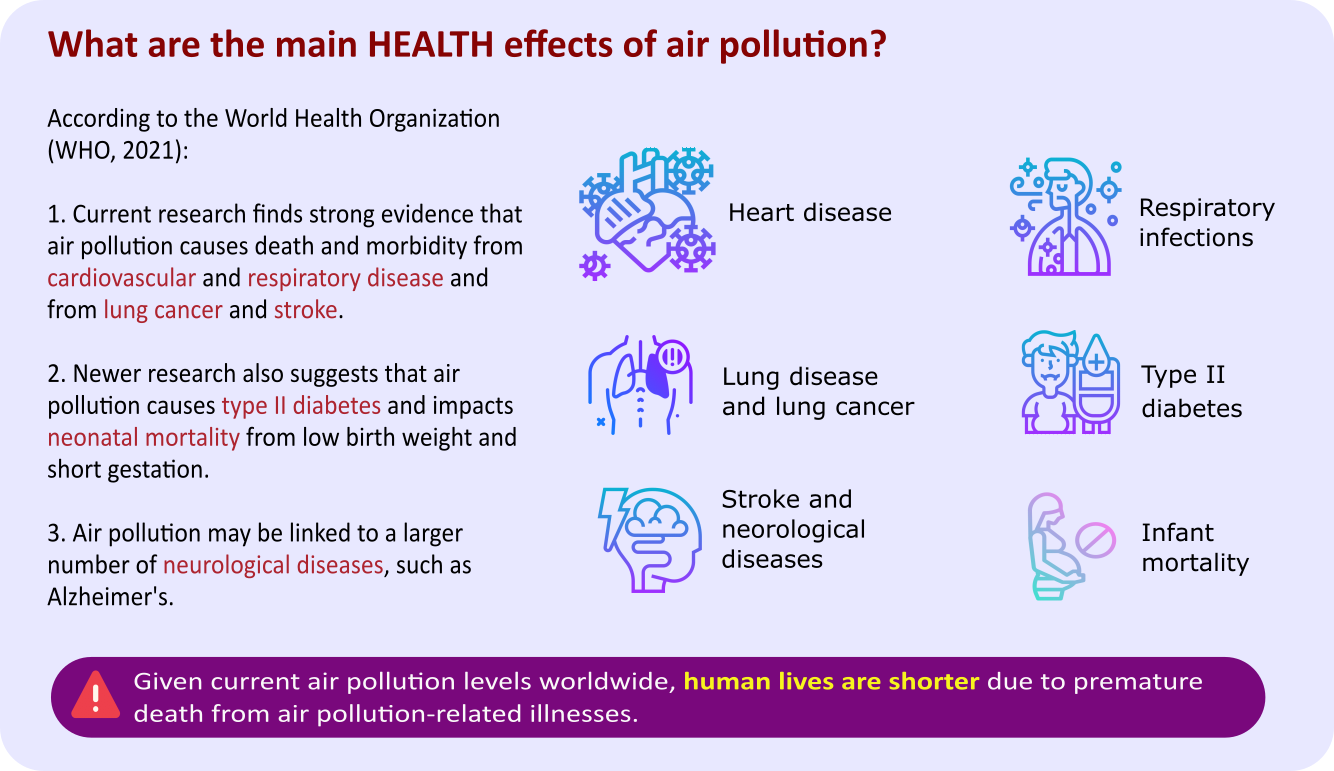 What are the main HEALTH effects of air pollution?
According to the World Health Organization
(WHO, 2021):
1. Current research finds strong evidence that
air pollution causes death and morbidity from
cardiovascular and respiratory disease and
from lung cancer and stroke.
2. Newer research also suggests that air
pollution causes type II diabetes and impacts
neonatal mortality from low birth weight and
short gestation.
3. Air pollution may be linked to a larger
number of neurological diseases, such as
Alzheimer's.
Heart disease
Respiratory
infections
Lung disease
and lung cancer
Type II
diabetes
Stroke and
neorological
diseases
Infant
mortality
Given current air pollution levels worldwide, human lives are shorter due to premature
death from air pollution-related illnesses.